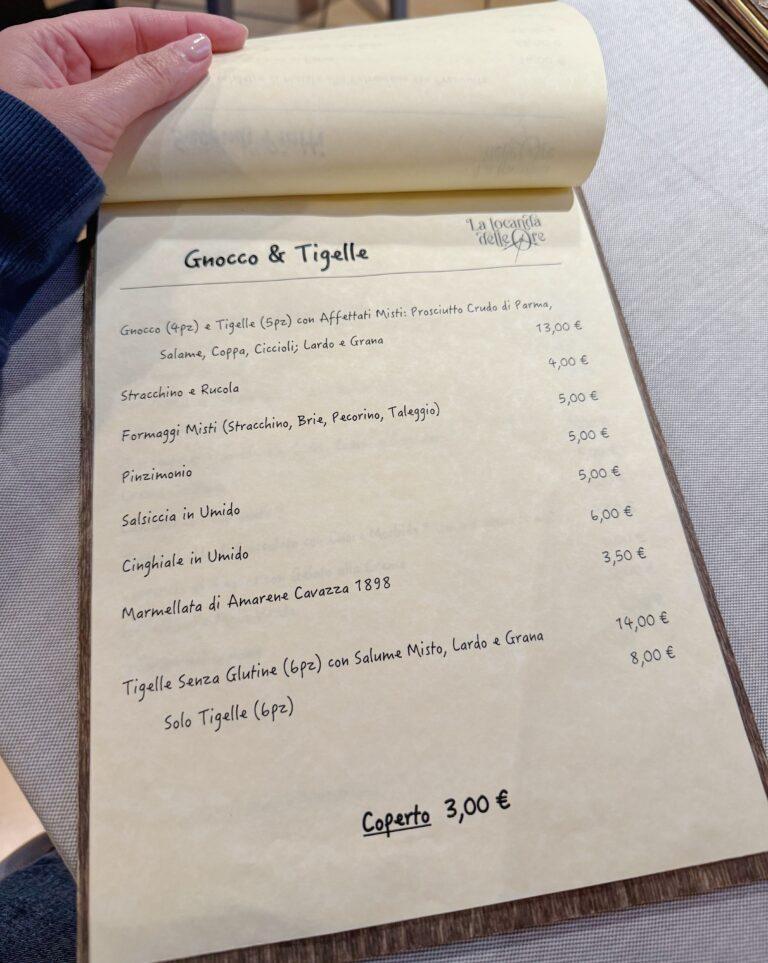 La locanda
delle Ore
Gnocco & Tigelle
Gnocco (4pz) e Tigelle (5pz) con Affettati Misti: Prosciutto Crudo di Parma,
Salame, Coppa, Ciccioli; Lardo e Grana 13,00 €
Stracchino e Rucola 4,00 €
Formaggi Misti (Stracchino, Brie, Pecorino, Taleggio) 5,00 €
Pinzimonio 5,00 €
Salsiccia in Umido 5,00 €
Cinghiale in Umido 6,00 €
Marmellata di Amarene Cavazza 1898 3,50 €
Tigelle Senza Glutine (6pz) con Salume Misto, Lardo e Grana 14,00 €
Solo Tigelle (6pz) 8,00 €
Coperto 3,00 €